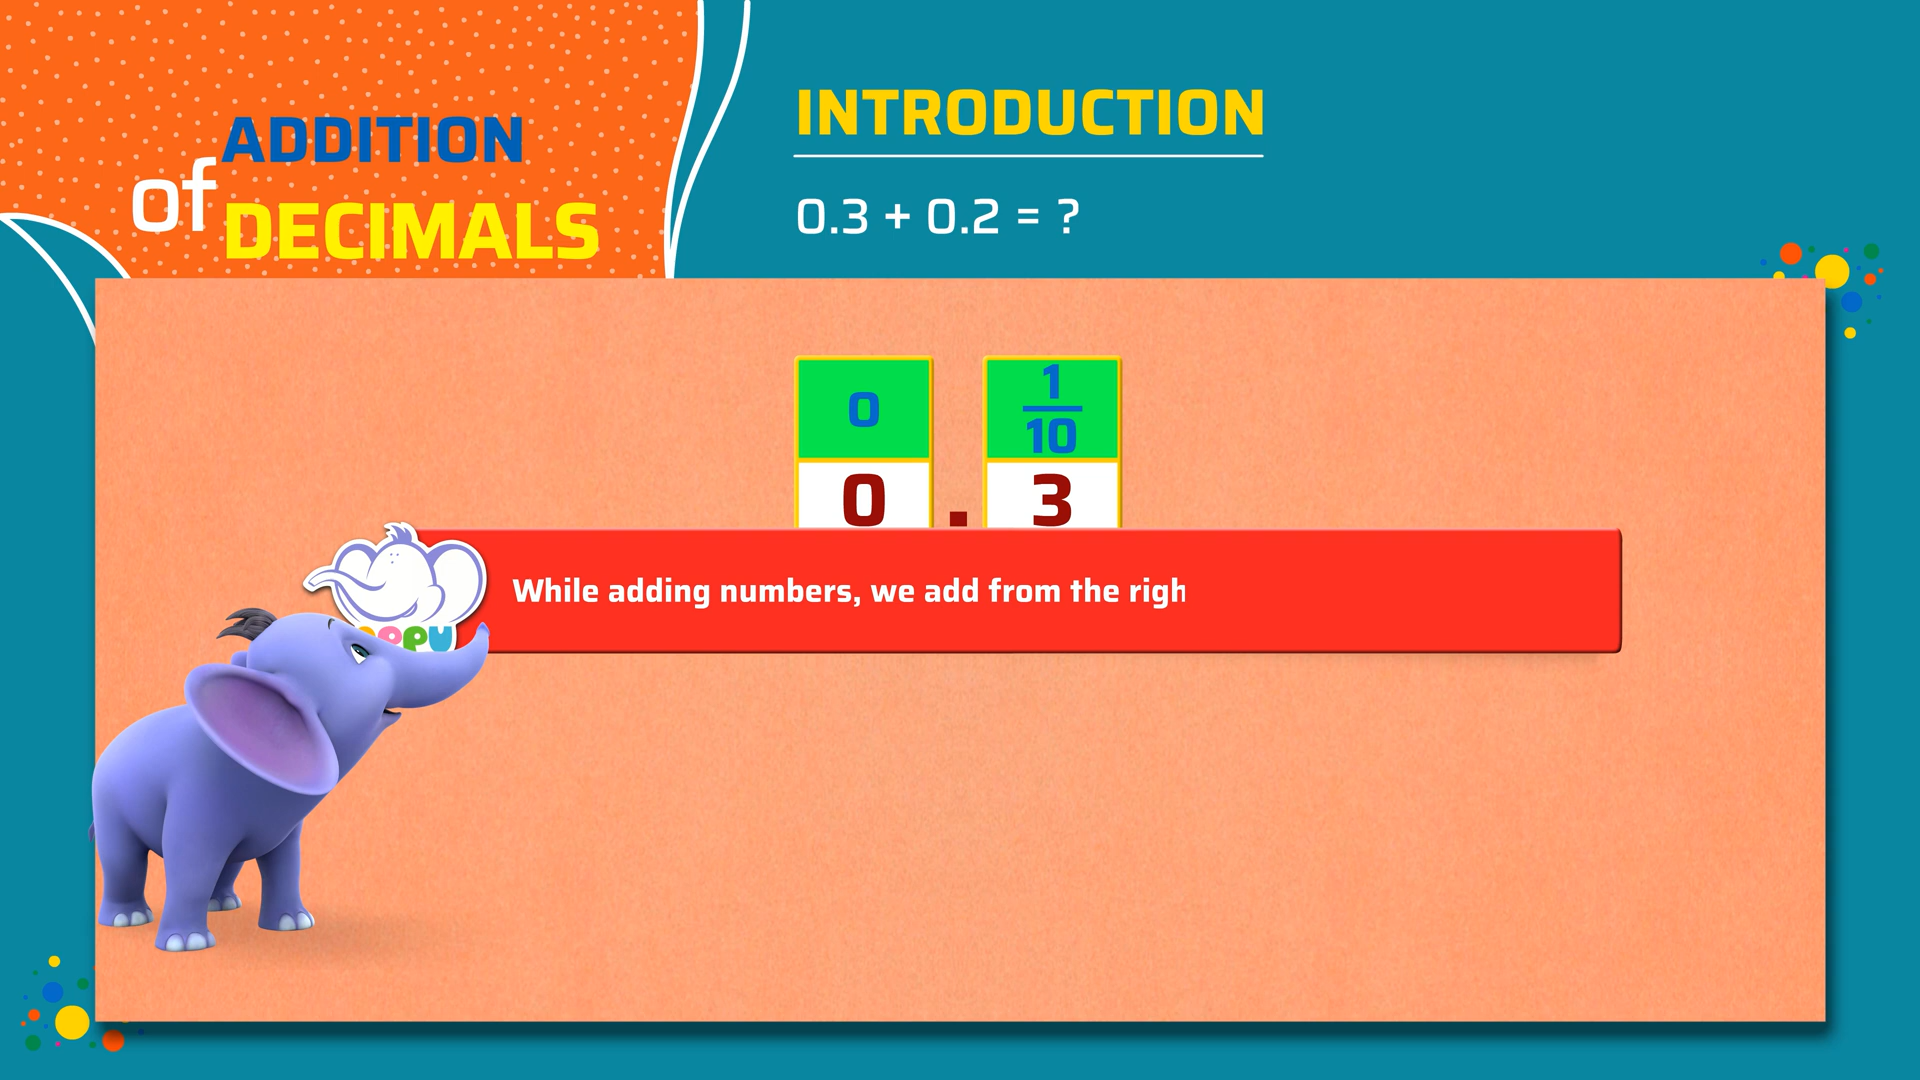 ADDITION
of DECIMALS
INTRODUCTION
0.3 + 0.2 = ?
0
1
10
0 . 3
While adding numbers, we add from the righ